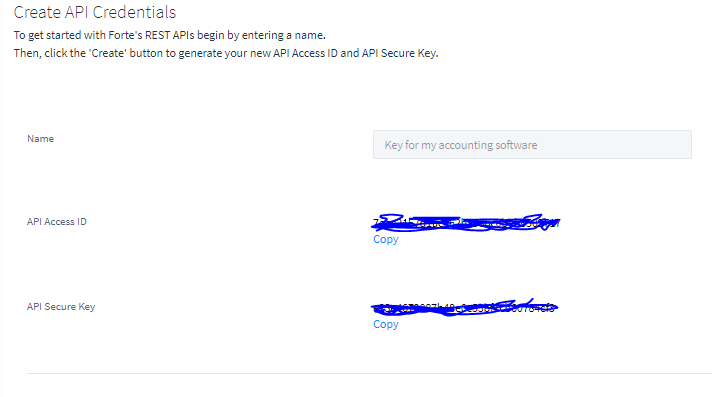 Create API Credentials
To get started with Forte's REST APIs begin by entering a name.
Then, click the 'Create' button to generate your new API Access ID and API Secure Key.
Name
Key for my accounting software
API Access ID
Copy
API Secure Key
Copy